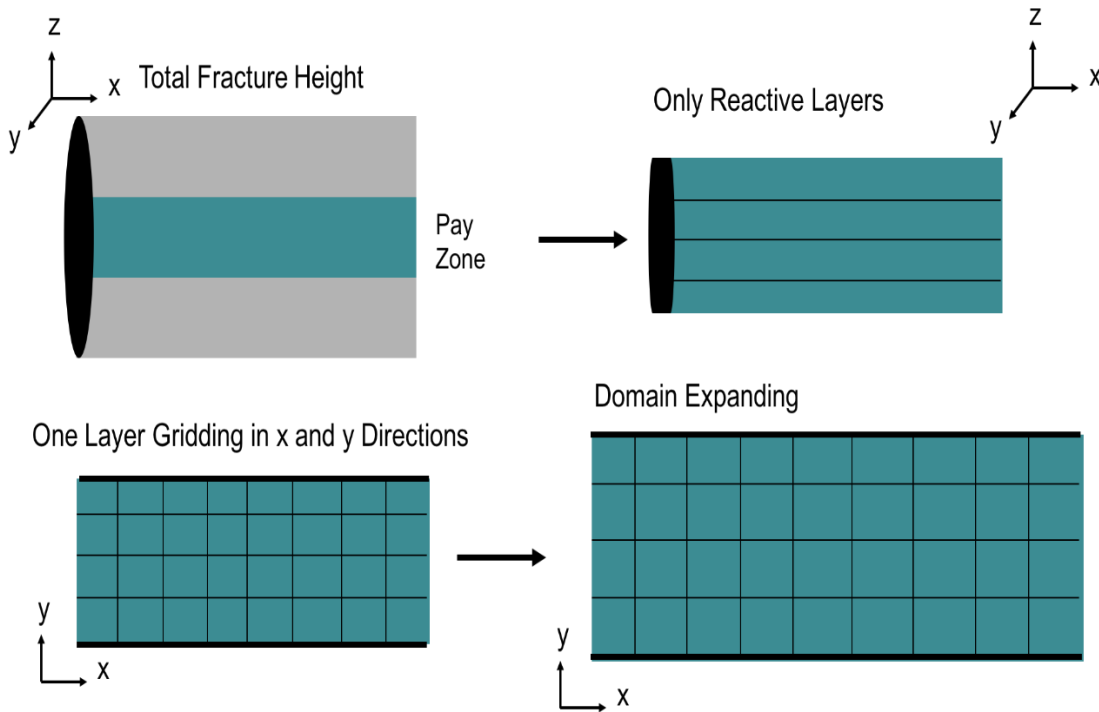 z
x
y
Total Fracture Height
Pay
Zone
z
x
y
Only Reactive Layers
One Layer Gridding in x and y Directions
y
x
Domain Expanding
y
x